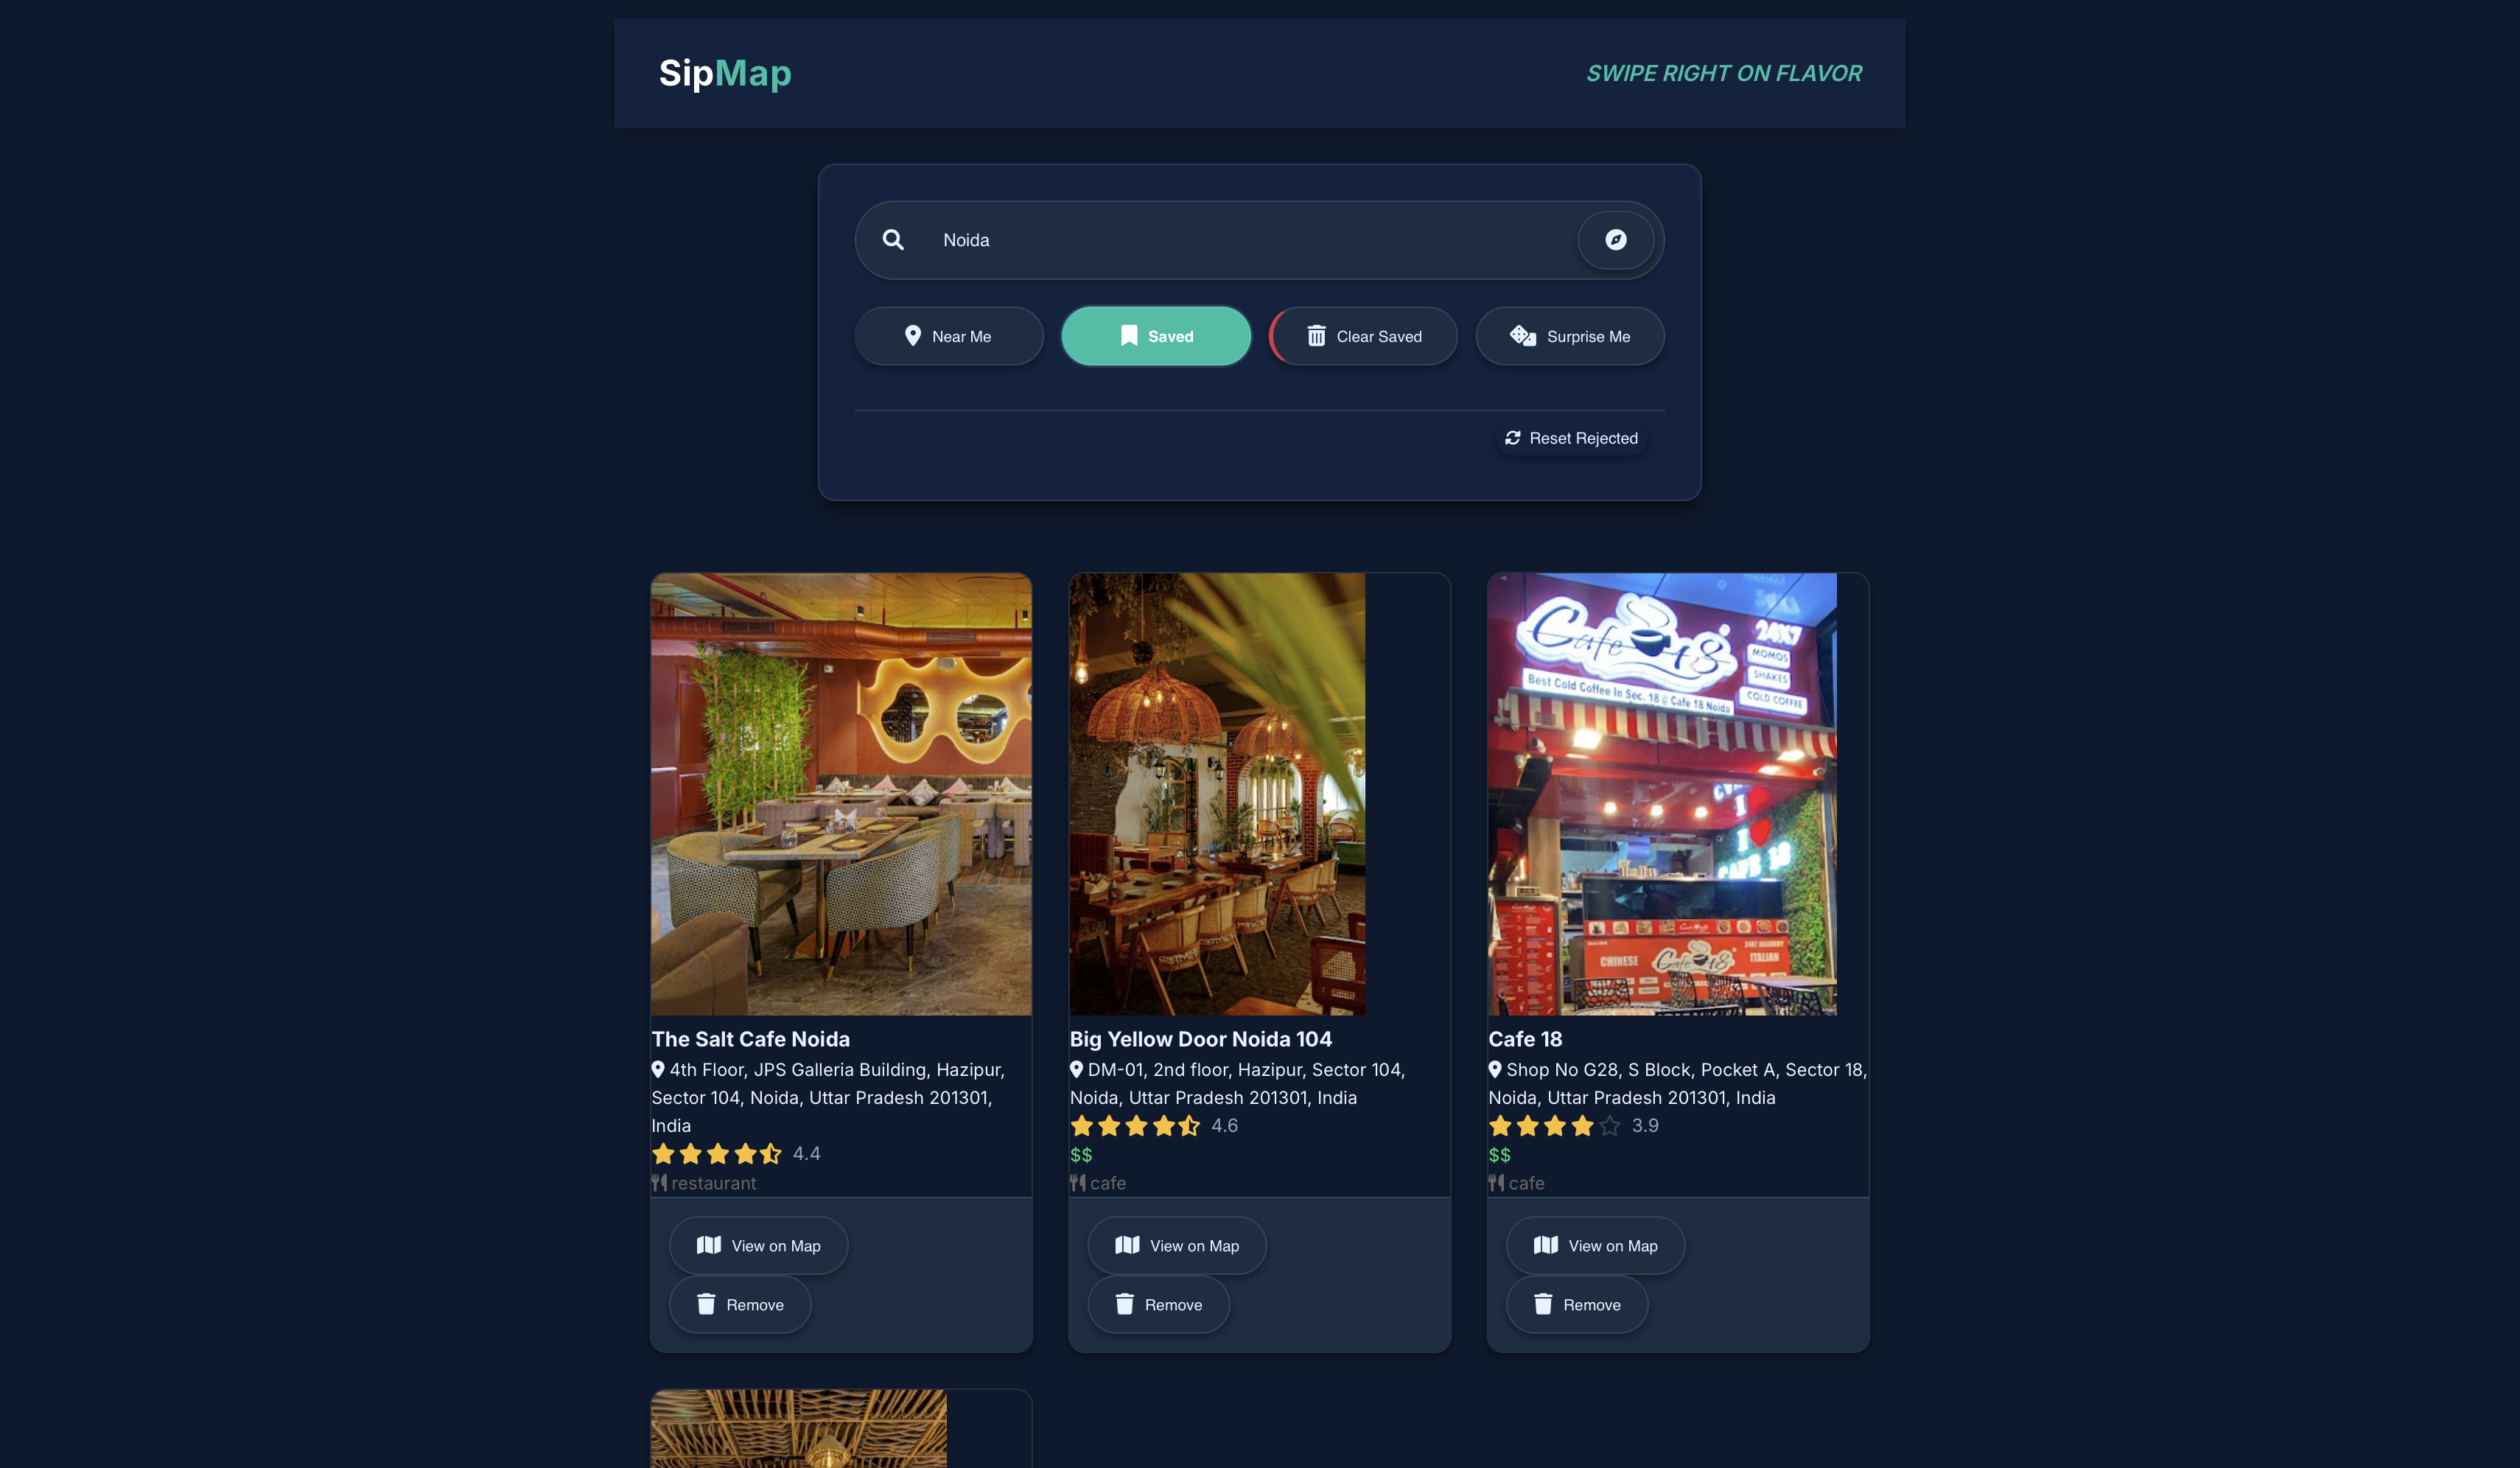 SipMap
SWIPE RIGHT ON FLAVOR
Noida
Near Me
Saved
Clear Saved
Surprise Me
Reset Rejected
Cafe 18
24X7
MOMOS
SHAKES
COLD COFFEE
Best Cold Coffee In Sec. 18 @ Cafe 18 Noida
I
CAFE 18
CHINESE
Cafe 18
ITALIAN
The Salt Cafe Noida
4th Floor, JPS Galleria Building, Hazipur,
Sector 104, Noida, Uttar Pradesh 201301,
India
4.4
restaurant
View on Map
Remove
Big Yellow Door Noida 104
DM-01, 2nd floor, Hazipur, Sector 104,
Noida, Uttar Pradesh 201301, India
4.6
$$
cafe
View on Map
Remove
Cafe 18
Shop No G28, S Block, Pocket A, Sector 18,
Noida, Uttar Pradesh 201301, India
3.9
$$
cafe
View on Map
Remove